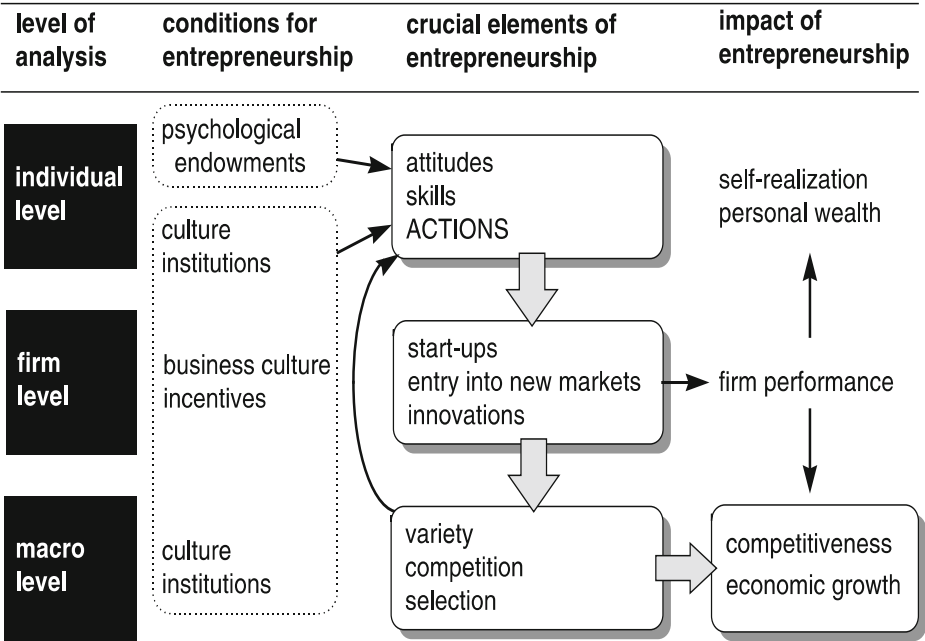 level of
analysis
conditions for
entrepreneurship
crucial elements of
entrepreneurship
impact of
entrepreneurship
individual
level
psychological
endowments
culture
institutions
attitudes
skills
ACTIONS
self-realization
personal wealth
firm
level
business culture
incentives
start-ups
entry into new markets
innovations
firm performance
macro
level
culture
institutions
variety
competition
selection
competitiveness
economic growth